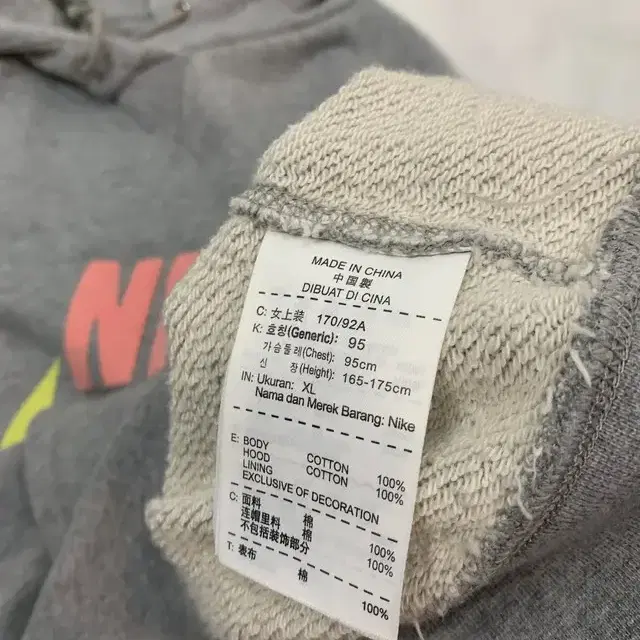 NI
MADE IN CHINA
中国製
DIBUAT DI CINA
C: 女上装 170/92A
K: 호칭(Generic): 95
가슴둘레(Chest): 95cm
신 장(Height): 165-175cm
IN: Ukuran: XL
Nama dan Merek Barang: Nike
E: BODY COTTON 100%
HOOD COTTON 100%
LINING
EXCLUSIVE OF DECORATION
C: 面料 棉 100%
连帽里料 棉 100%
不包括装饰部分
T: 表布 棉 100%